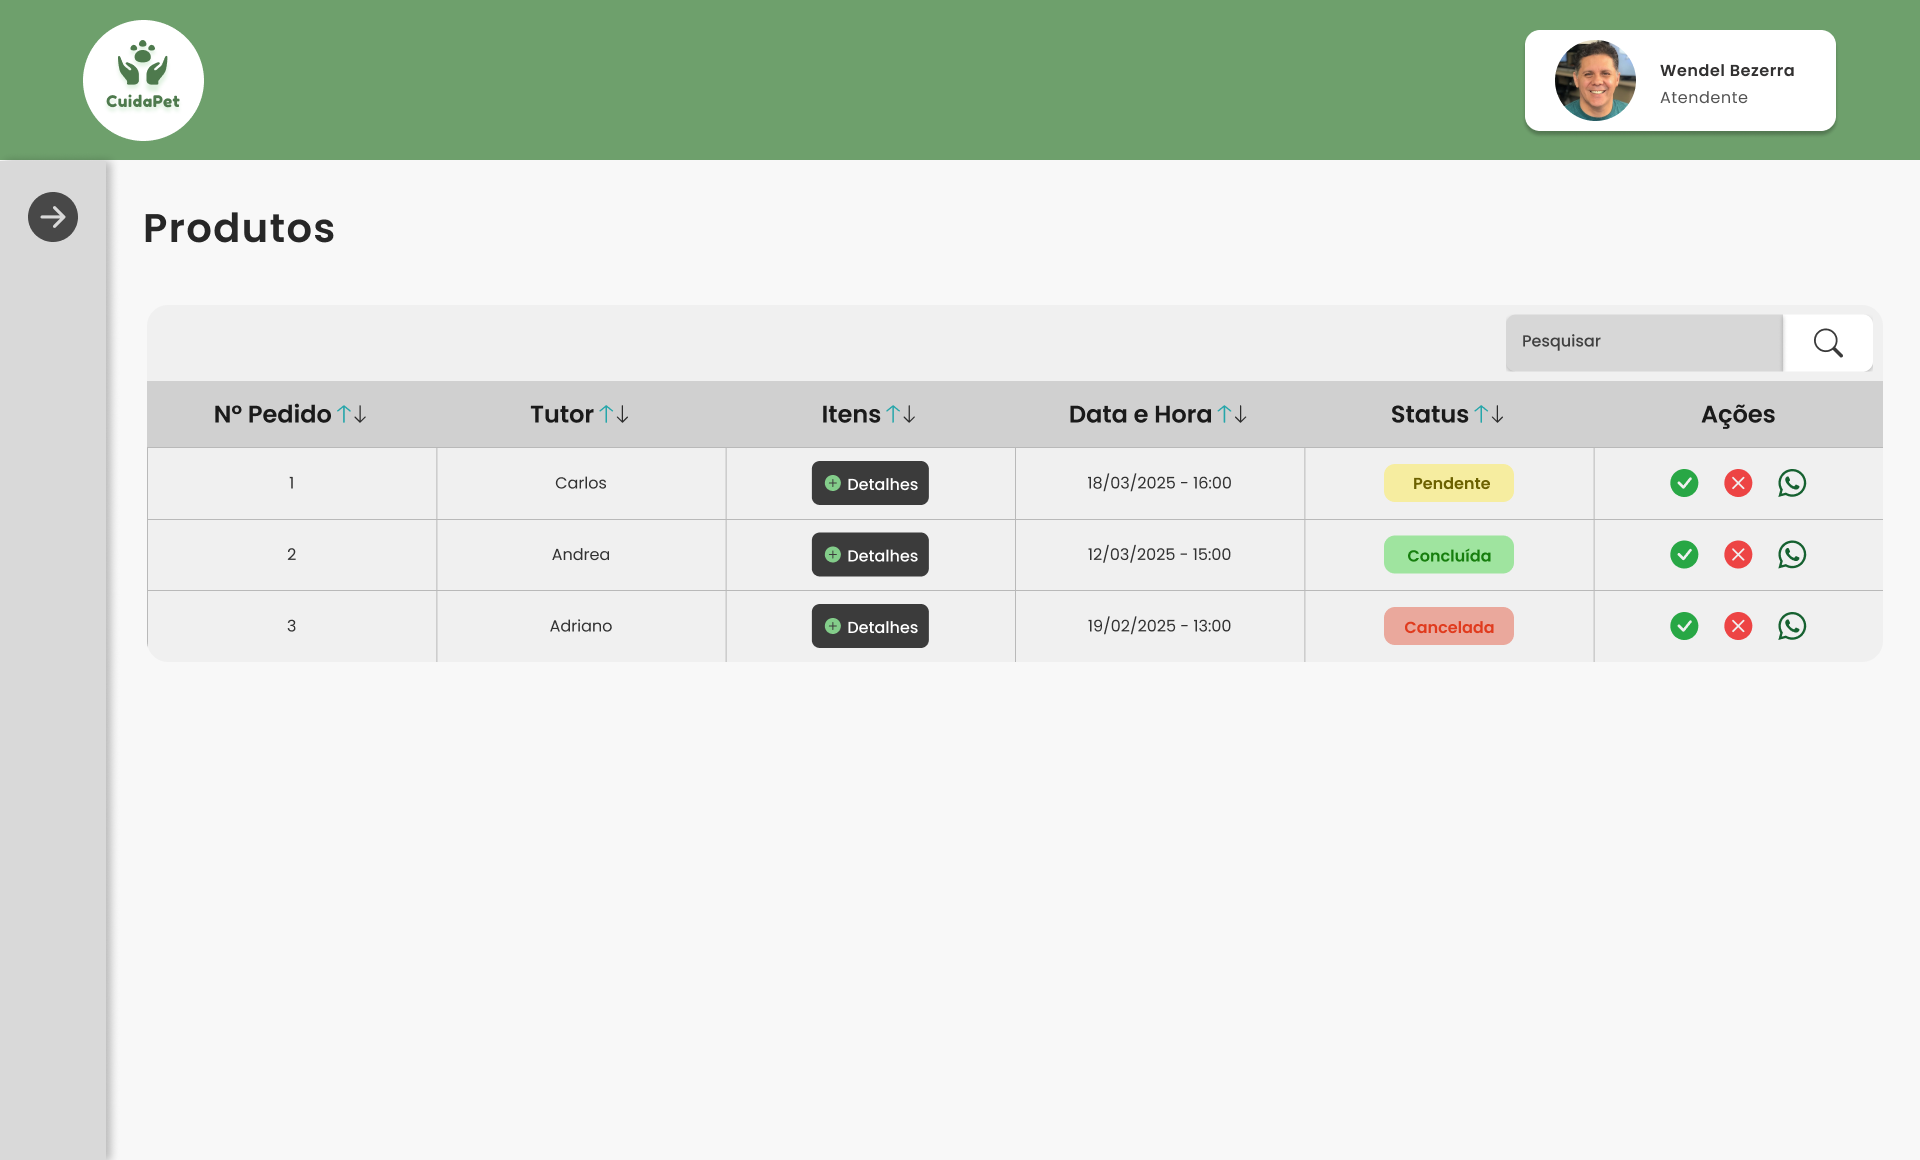 CuidaPet
Wendel Bezerra
Atendente
Produtos
Pesquisar
Nº Pedido Tutor Itens Data e Hora Status Ações
1 Carlos Detalhes 18/03/2025 - 16:00 Pendente
2 Andrea Detalhes 12/03/2025 - 15:00 Concluída
3 Adriano Detalhes 19/02/2025 - 13:00 Cancelada